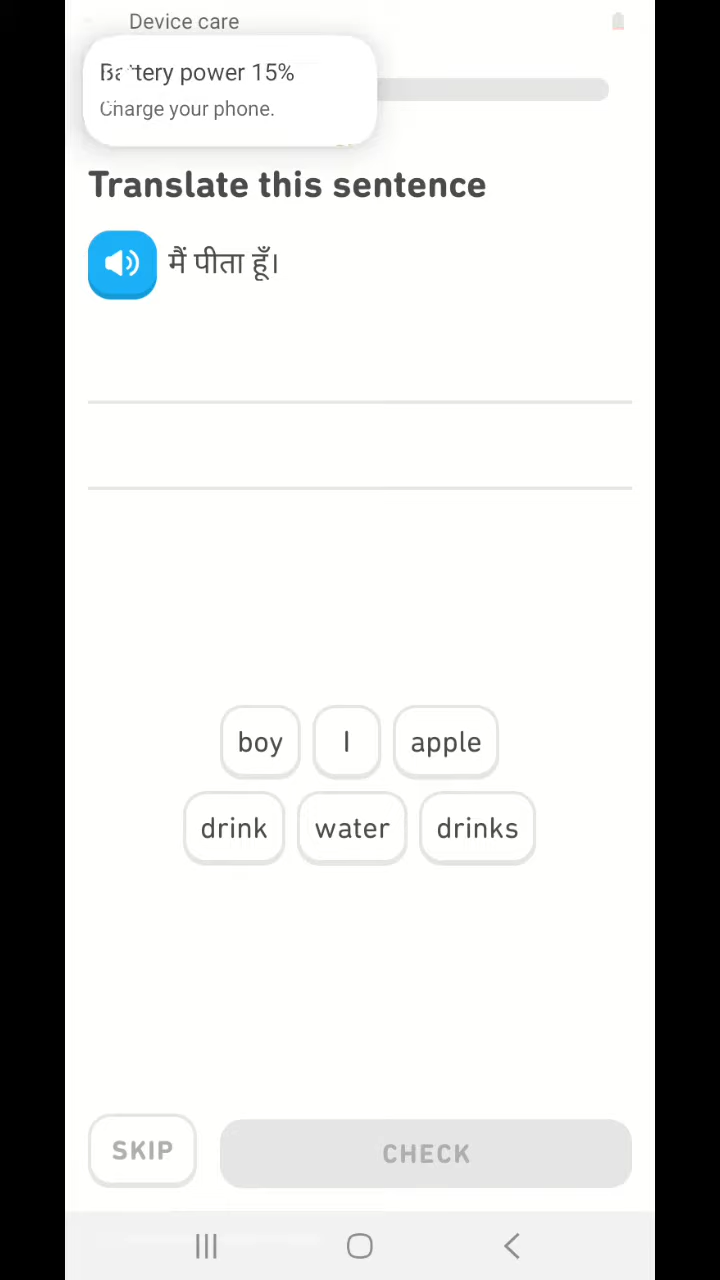 Device care
Battery power 15%
Charge your phone.
Translate this sentence
मैं पीता हूँ।
boy I apple
drink water drinks
SKIP CHECK